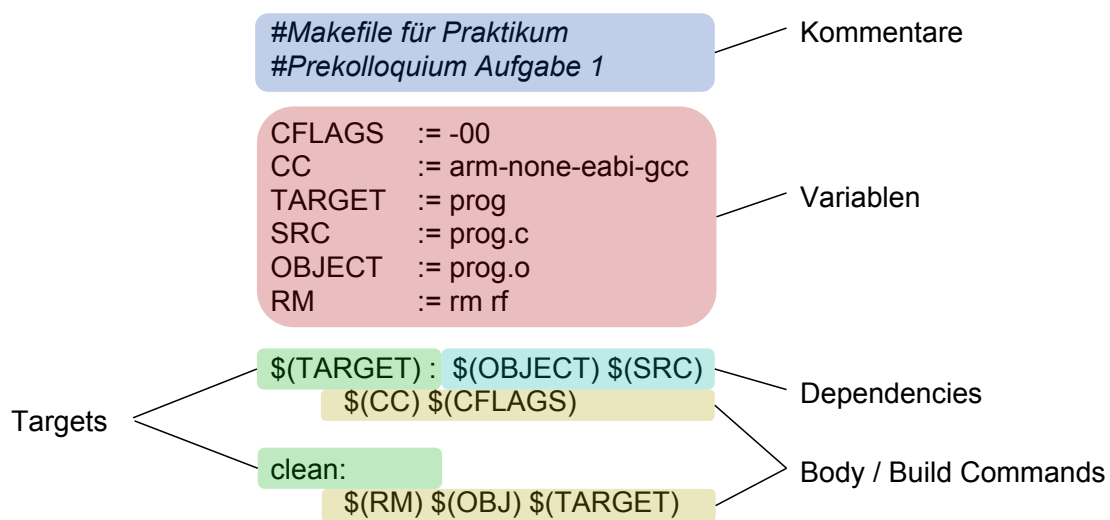 #Makefile für Praktikum
#Prekolloquium Aufgabe 1
Kommentare
CFLAGS := -00
CC := arm-none-eabi-gcc
TARGET := prog
SRC := prog.c
OBJECT := prog.o
RM := rm rf
Variablen
$(TARGET) : $(OBJECT) $(SRC)
$(CC) $(CFLAGS)
Dependencies
Targets
clean:
$(RM) $(OBJ) $(TARGET)
Body / Build Commands